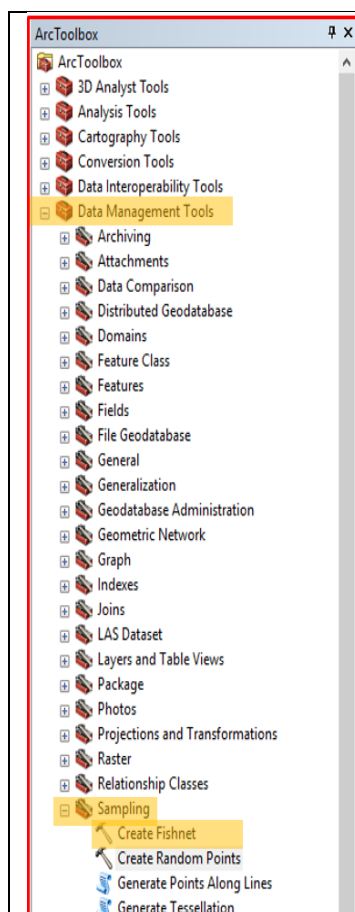 ArcToolbox
ArcToolbox
3D Analyst Tools
Analysis Tools
Cartography Tools
Conversion Tools
Data Interoperability Tools
Data Management Tools
Archiving
Attachments
Data Comparison
Distributed Geodatabase
Domains
Feature Class
Features
Fields
File Geodatabase
General
Generalization
Geodatabase Administration
Geometric Network
Graph
Indexes
Joins
LAS Dataset
Layers and Table Views
Package
Photos
Projections and Transformations
Raster
Relationship Classes
Sampling
Create Fishnet
Create Random Points
Generate Points Along Lines
Generate Tessellation